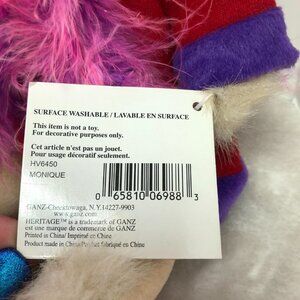 SURFACE WASHABLE / LAVABLE EN SURFACE
This item is not a toy.
For decorative purposes only.
Cet article n'est pas un jouet.
Pour usage décoratif seulement.
HV6450
MONIQUE
0 65810 06988 3
GANZ-Cheektowaga, N.Y.14227-9903
www.ganz.com
HERITAGE™ is a trademark of GANZ
est une marque de commerce de GANZ
Printed in China/ Imprimé en Chine
Product made in China/Produit fabriqué en Chine